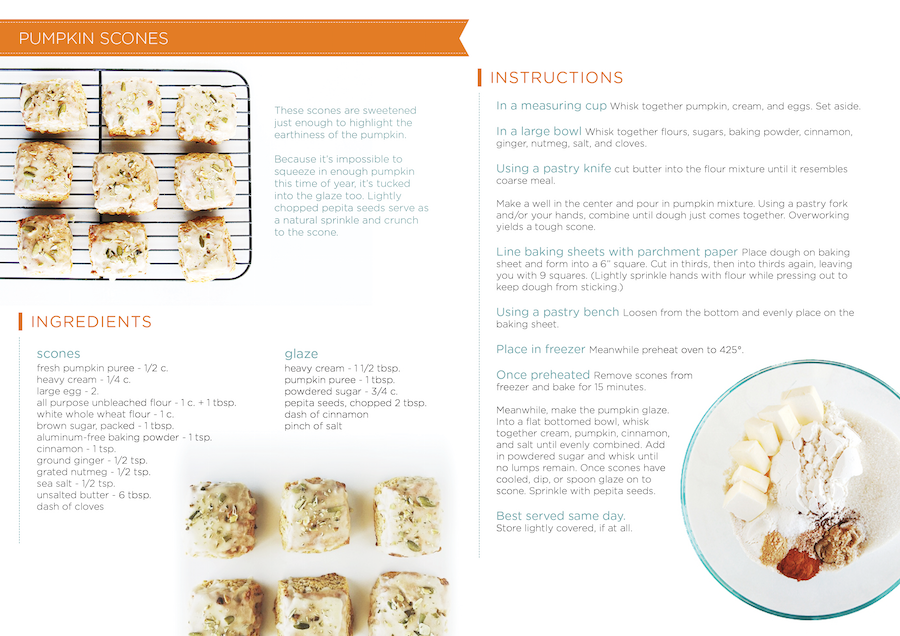 PUMPKIN SCONES
These scones are sweetened
just enough to highlight the
earthiness of the pumpkin.
Because it's impossible to
squeeze in enough pumpkin
this time of year, it's tucked
into the glaze too. Lightly
chopped pepita seeds serve as
a natural sprinkle and crunch
to the scone.
INGREDIENTS
scones
fresh pumpkin puree - 1/2 c.
heavy cream - 1/4 c.
large egg - 2.
all purpose unbleached flour - 1 c. + 1 tbsp.
white whole wheat flour - 1 c.
brown sugar, packed - 1 tbsp.
aluminum-free baking powder - 1 tsp.
cinnamon - 1 tsp.
ground ginger - 1/2 tsp.
grated nutmeg - 1/2 tsp.
sea salt - 1/2 tsp.
unsalted butter - 6 tbsp.
dash of cloves
glaze
heavy cream - 1 1/2 tbsp.
pumpkin puree - 1 tbsp.
powdered sugar - 3/4 c.
pepita seeds, chopped 2 tbsp.
dash of cinnamon
pinch of salt
INSTRUCTIONS
In a measuring cup Whisk together pumpkin, cream, and eggs. Set aside.
In a large bowl Whisk together flours, sugars, baking powder, cinnamon,
ginger, nutmeg, salt, and cloves.
Using a pastry knife cut butter into the flour mixture until it resembles
coarse meal.
Make a well in the center and pour in pumpkin mixture. Using a pastry fork
and/or your hands, combine until dough just comes together. Overworking
yields a tough scone.
Line baking sheets with parchment paper Place dough on baking
sheet and form into a 6" square. Cut in thirds, then into thirds again, leaving
you with 9 squares. (Lightly sprinkle hands with flour while pressing out to
keep dough from sticking.)
Using a pastry bench Loosen from the bottom and evenly place on the
baking sheet.
Place in freezer Meanwhile preheat oven to 425°.
Once preheated Remove scones from
freezer and bake for 15 minutes.
Meanwhile, make the pumpkin glaze.
Into a flat bottomed bowl, whisk
together cream, pumpkin, cinnamon,
and salt until evenly combined. Add
in powdered sugar and whisk until
no lumps remain. Once scones have
cooled, dip, or spoon glaze on to
scone. Sprinkle with pepita seeds.
Best served same day.
Store lightly covered, if at all.